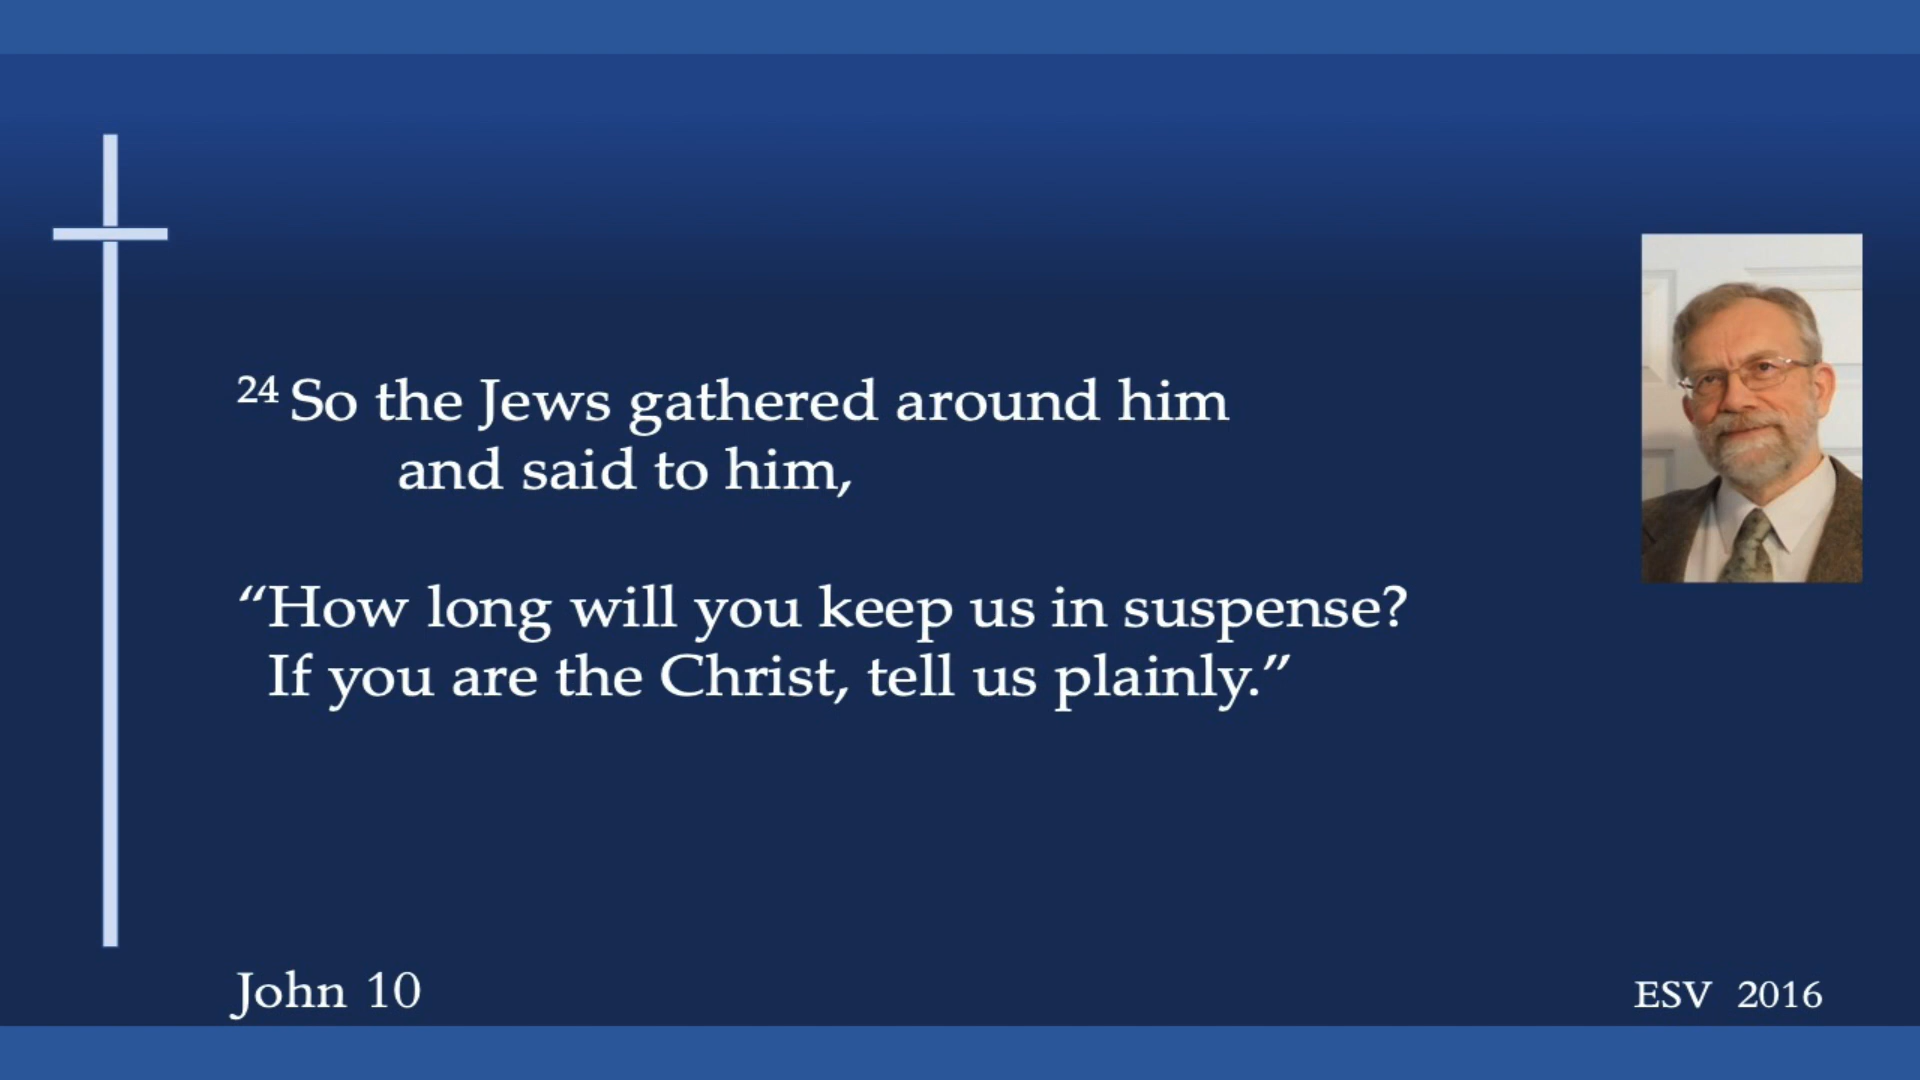 24 So the Jews gathered around him
and said to him,
“How long will you keep us in suspense?
If you are the Christ, tell us plainly.”
John 10
ESV 2016